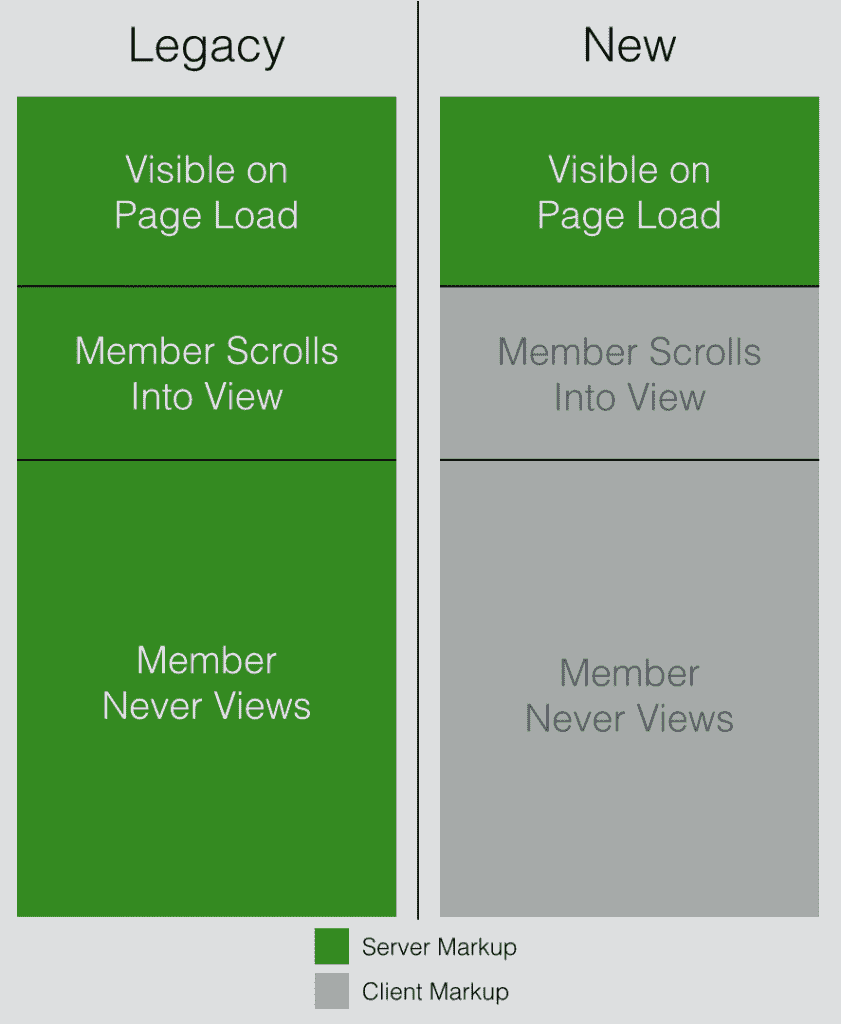 Legacy
New
Visible on
Page Load
Member Scrolls
Into View
Member
Never Views
Visible on
Page Load
Member Scrolls
Into View
Member
Never Views
Server Markup
Client Markup